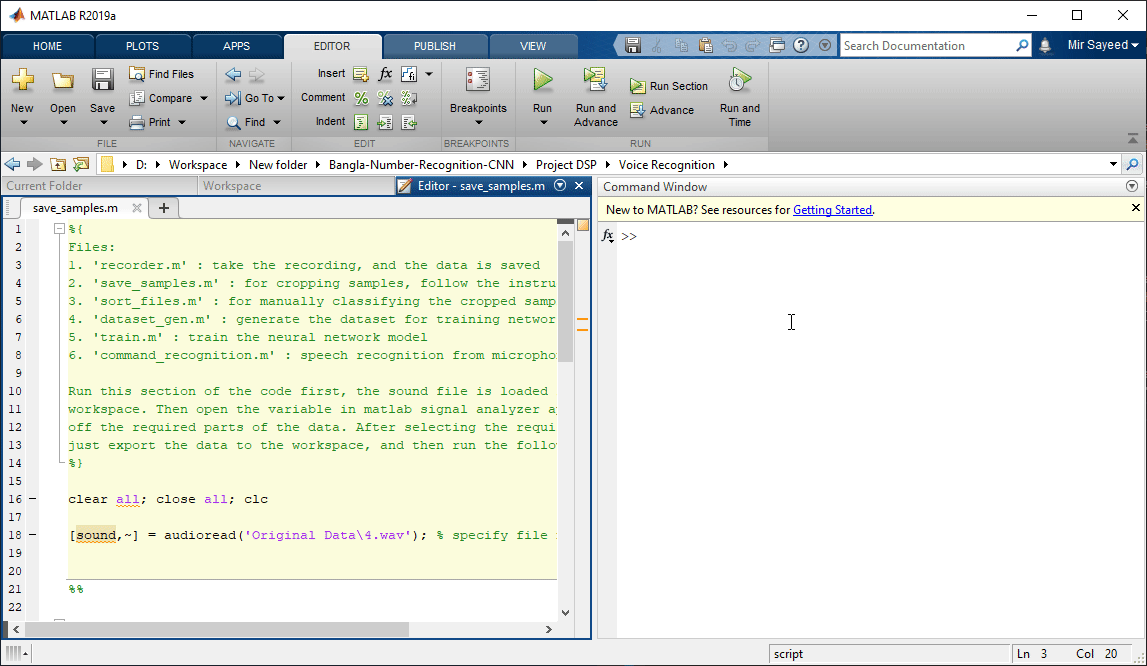 MATLAB R2019a
HOME PLOTS APPS EDITOR PUBLISH VIEW Search Documentation Mir Sayeed
New Open Save Find Files Compare Print Go To Find Insert fx Comment Indent Breakpoints Run Run and Advance Run Section Advance Run and Time
FILE NAVIGATE EDIT BREAKPOINTS RUN
D: Workspace New folder Bangla-Number-Recognition-CNN Project DSP Voice Recognition
Current Folder Workspace Editor - save_samples.m Command Window
save_samples.m +
New to MATLAB? See resources for Getting Started.
fx >>
1 %{
2 Files:
3 1. 'recorder.m' : take the recording, and the data is saved
4 2. 'save_samples.m' : for cropping samples, follow the instru
5 3. 'sort_files.m' : for manually classifying the cropped samp
6 4. 'dataset_gen.m' : generate the dataset for training networ
7 5. 'train.m' : train the neural network model
8 6. 'command_recognition.m' : speech recognition from micropho
9
10 Run this section of the code first, the sound file is loaded
11 workspace. Then open the variable in matlab signal analyzer a
12 off the required parts of the data. After selecting the requi
13 just export the data to the workspace, and then run the follo
14 %}
15
16 clear all; close all; clc
17
18 [sound,~] = audioread('Original Data\4.wav'); % specify file
19
20
21 %%
22
script Ln 3 Col 20